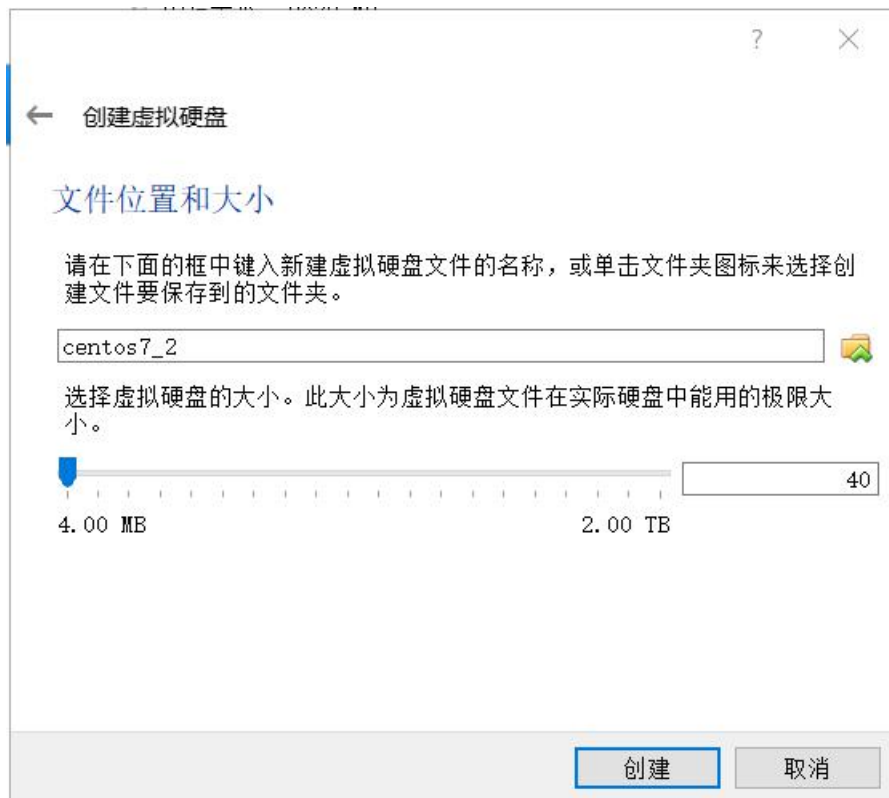 ?
创建虚拟硬盘
文件位置和大小
请在下面的框中键入新建虚拟硬盘文件的名称，或单击文件夹图标来选择创
建文件要保存到的文件夹。
centos7_2
选择虚拟硬盘的大小。此大小为虚拟硬盘文件在实际硬盘中能用的极限大
小。
40
4.00 MB 2.00 TB
创建 取消